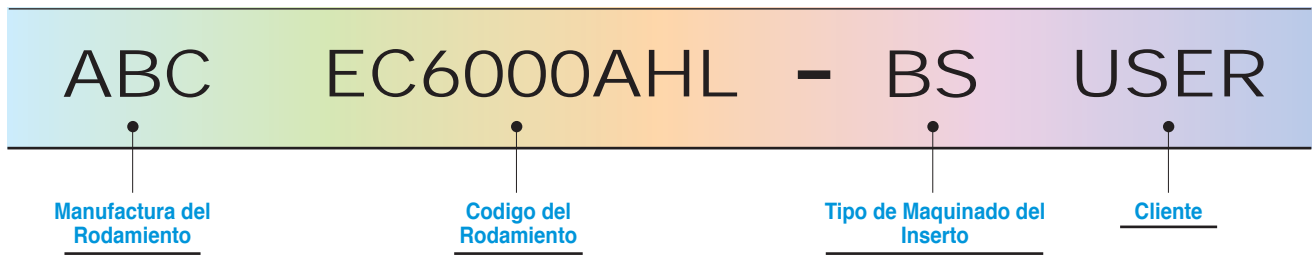 ABC EC6000AHL - BS USER
Manufactura del
Rodamiento
Codigo del
Rodamiento
Tipo de Maquinado del
Inserto
Cliente